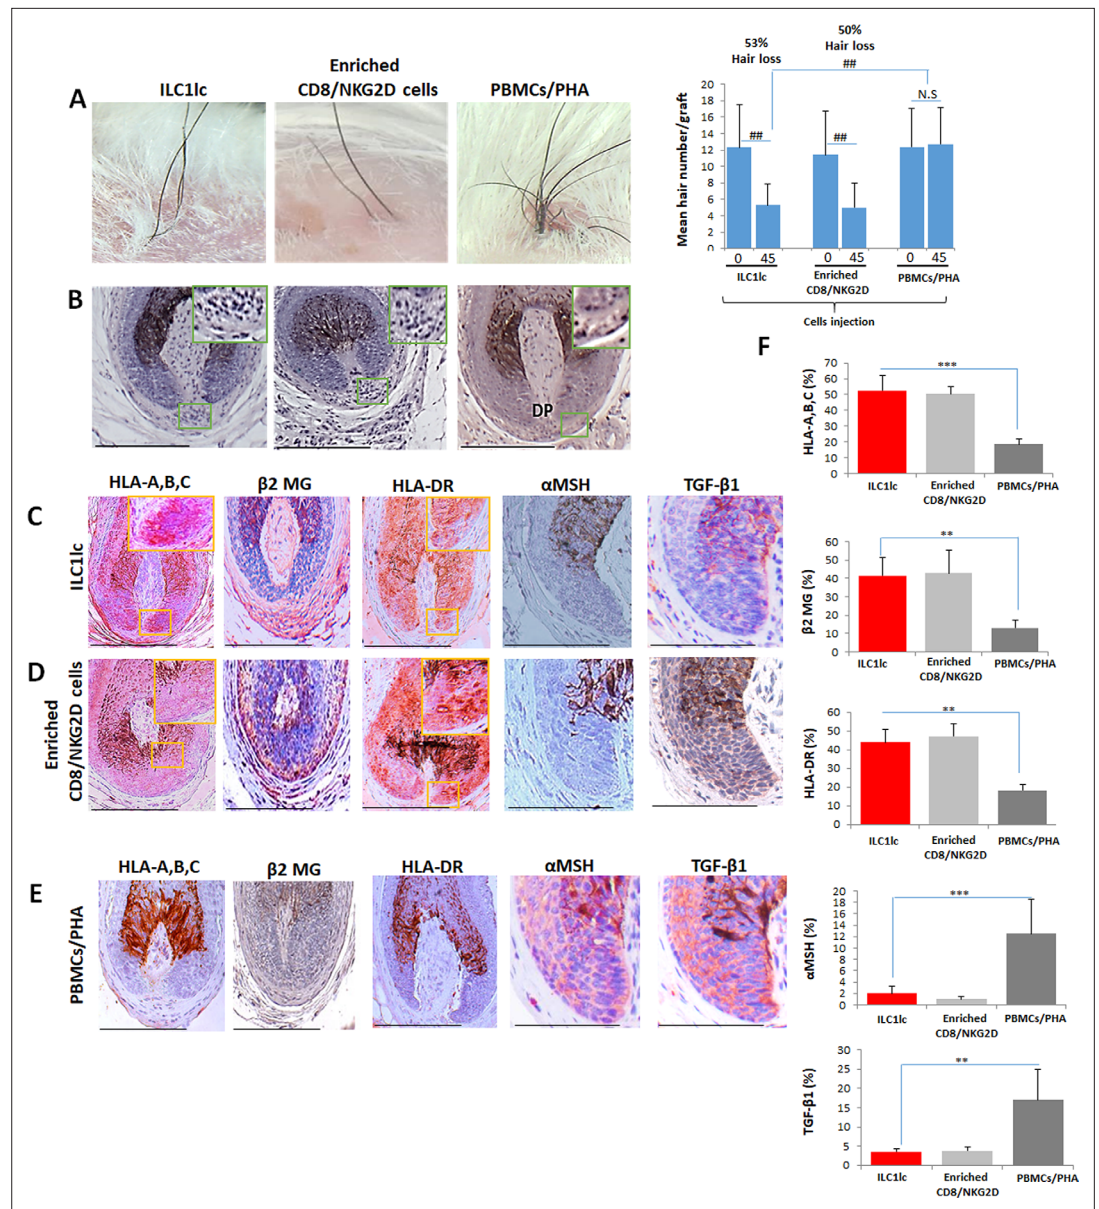 A
ILC1lc
Enriched
CD8/NKG2D cells
PBMCs/PHA
53%
Hair loss
50%
Hair loss
##
N.S
##
##
Mean hair number/graft
20
18
16
14
12
10
8
6
4
2
0
0 45 0 45 0 45
ILC1lc
Enriched
CD8/NKG2D
PBMCs/PHA
Cells injection
B
DP
C
ILC1lc
HLA-A,B,C
β2 MG
HLA-DR
αMSH
TGF-β1
D
Enriched
CD8/NKG2D cells
E
PBMCs/PHA
HLA-A,B,C
β2 MG
HLA-DR
αMSH
TGF-β1
F
HLA-A,B,C (%)
70
60
50
40
30
20
10
0
***
ILC1lc
Enriched
CD8/NKG2D
PBMCs/PHA
β2 MG (%)
60
50
40
30
20
10
0
**
ILC1lc
Enriched
CD8/NKG2D
PBMCs/PHA
HLA-DR (%)
60
50
40
30
20
10
0
**
ILC1lc
Enriched
CD8/NKG2D
PBMCs/PHA
αMSH (%)
20
18
16
14
12
10
8
6
4
2
0
***
ILC1lc
Enriched
CD8/NKG2D
PBMCs/PHA
TGF-β1 (%)
30
25
20
15
10
5
0
**
ILC1lc
Enriched
CD8/NKG2D
PBMCs/PHA